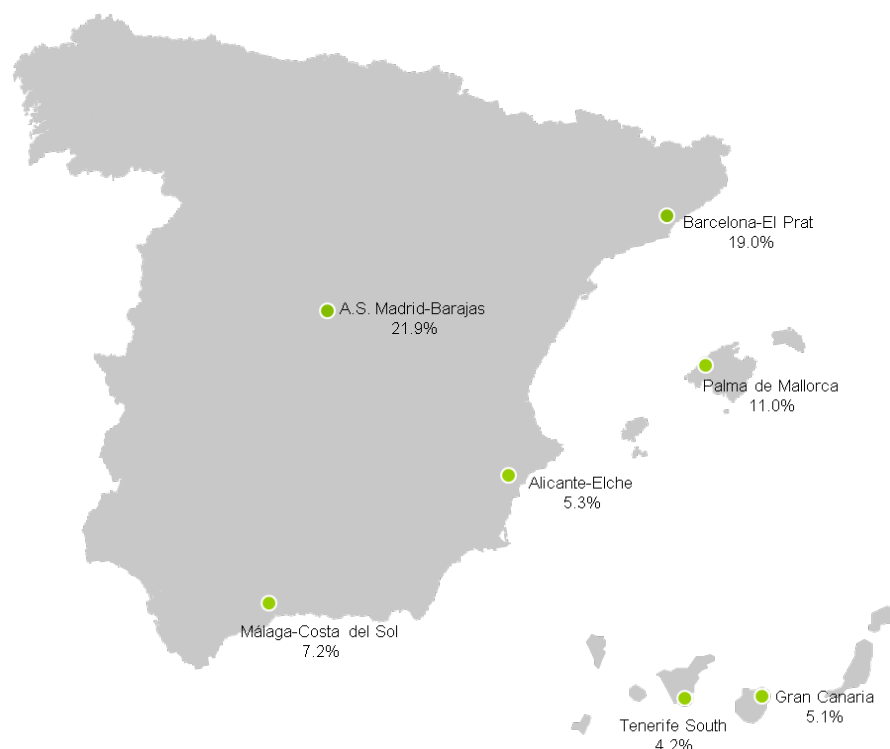 Barcelona-El Prat
19.0%
A.S. Madrid-Barajas
21.9%
Palma de Mallorca
11.0%
Alicante-Elche
5.3%
Málaga-Costa del Sol
7.2%
Gran Canaria
5.1%
Tenerife South
4.2%